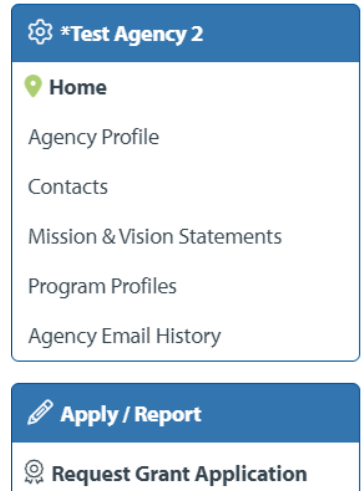 *Test Agency 2
Home
Agency Profile
Contacts
Mission & Vision Statements
Program Profiles
Agency Email History
Apply / Report
Request Grant Application